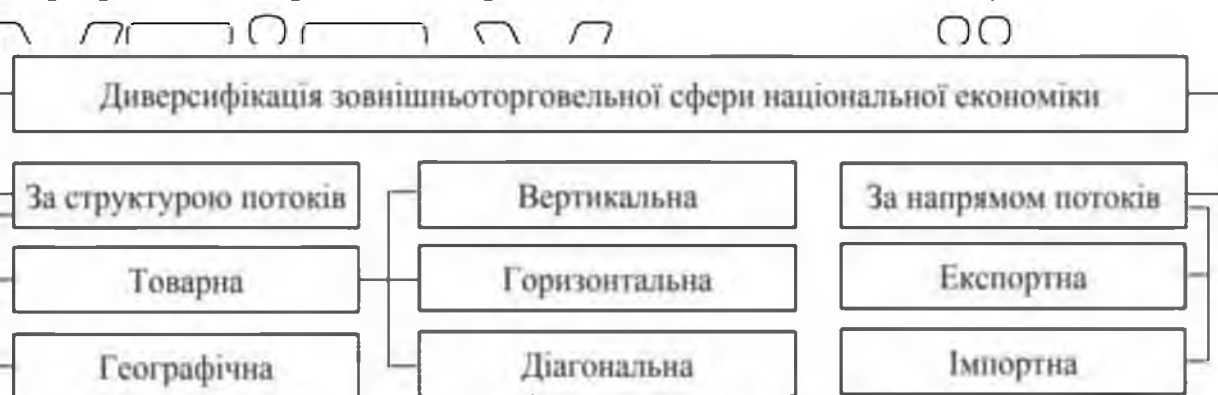 Диверсифікація зовнішньоторговельної сфери національної економіки
За структурою потоків
Вертикальна
За напрямом потоків
Товарна
Горизонтальна
Експортна
Географічна
Діагональна
Імпортна